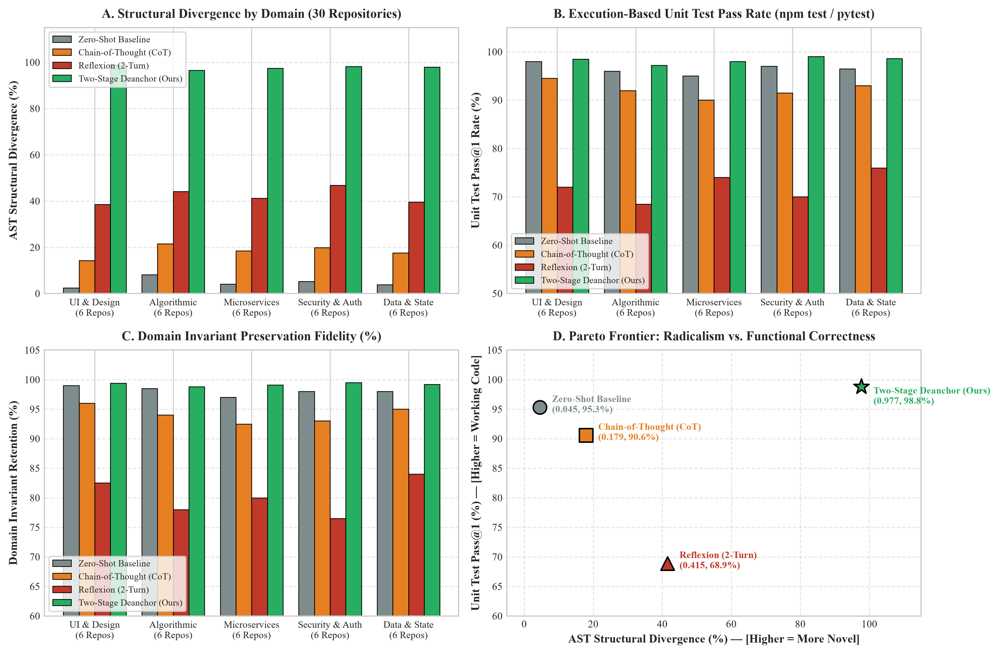 A. Structural Divergence by Domain (30 Repositories)
AST Structural Divergence (%)
100
80
60
40
20
0
Zero-Shot Baseline
Chain-of-Thought (CoT)
Reflexion (2-Turn)
Two-Stage Deanchor (Ours)
UI & Design
(6 Repos)
Algorithmic
(6 Repos)
Microservices
(6 Repos)
Security & Auth
(6 Repos)
Data & State
(6 Repos)
B. Execution-Based Unit Test Pass Rate (npm test / pytest)
Unit Test Pass@1 Rate (%)
100
90
80
70
60
50
Zero-Shot Baseline
Chain-of-Thought (CoT)
Reflexion (2-Turn)
Two-Stage Deanchor (Ours)
UI & Design
(6 Repos)
Algorithmic
(6 Repos)
Microservices
(6 Repos)
Security & Auth
(6 Repos)
Data & State
(6 Repos)
C. Domain Invariant Preservation Fidelity (%)
Domain Invariant Retention (%)
105
100
95
90
85
80
75
70
65
60
Zero-Shot Baseline
Chain-of-Thought (CoT)
Reflexion (2-Turn)
Two-Stage Deanchor (Ours)
UI & Design
(6 Repos)
Algorithmic
(6 Repos)
Microservices
(6 Repos)
Security & Auth
(6 Repos)
Data & State
(6 Repos)
D. Pareto Frontier: Radicalism vs. Functional Correctness
Unit Test Pass@1 (%) — [Higher = Working Code]
105
100
95
90
85
80
75
70
65
60
Two-Stage Deanchor (Ours)
(0.977, 98.8%)
Zero-Shot Baseline
(0.045, 95.3%)
Chain-of-Thought (CoT)
(0.179, 90.6%)
Reflexion (2-Turn)
(0.415, 68.9%)
0
20
40
60
80
100
AST Structural Divergence (%) — [Higher = More Novel]